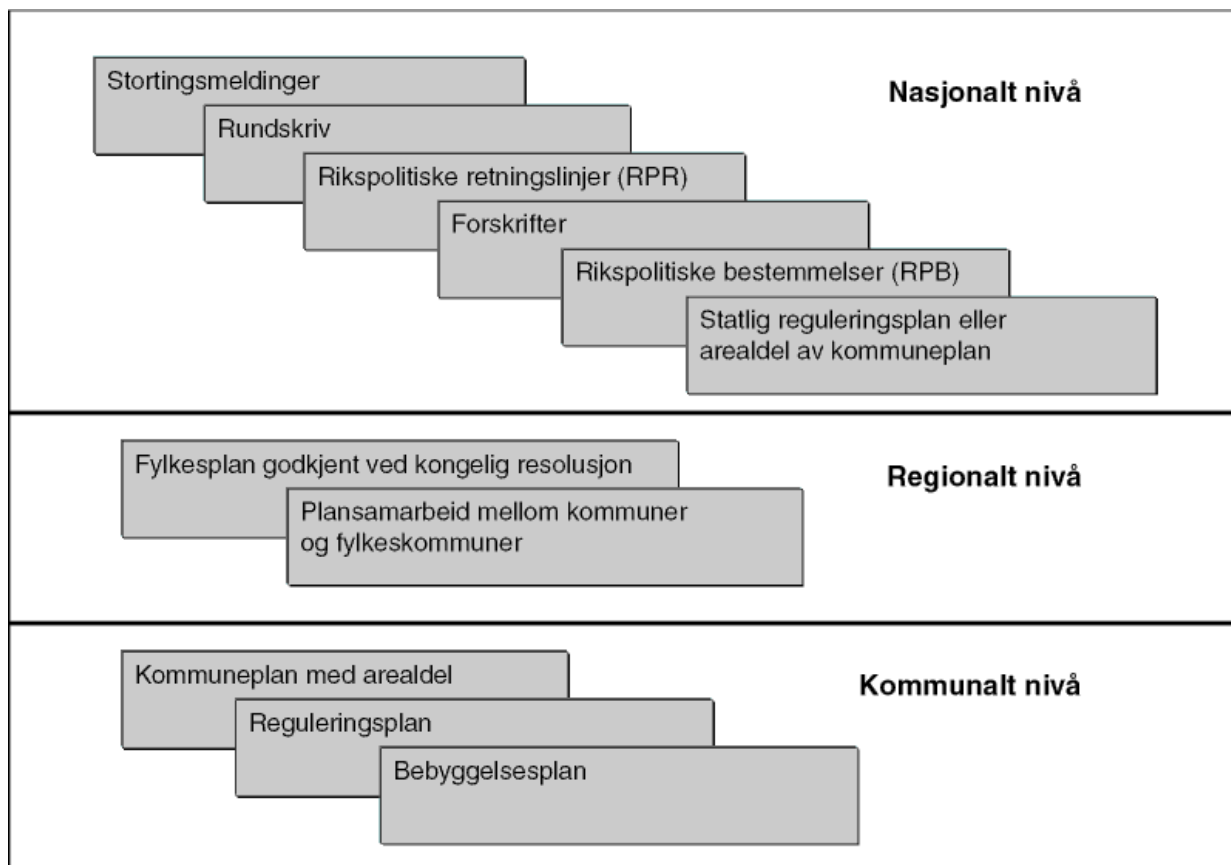 Nasjonalt nivå
Stortingsmeldinger
Rundskriv
Rikspolitiske retningslinjer (RPR)
Forskrifter
Rikspolitiske bestemmelser (RPB)
Statlig reguleringsplan eller
arealdel av kommuneplan
Regionalt nivå
Fylkesplan godkjent ved kongelig resolusjon
Plansamarbeid mellom kommuner
og fylkeskommuner
Kommunalt nivå
Kommuneplan med arealdel
Reguleringsplan
Bebyggelsesplan